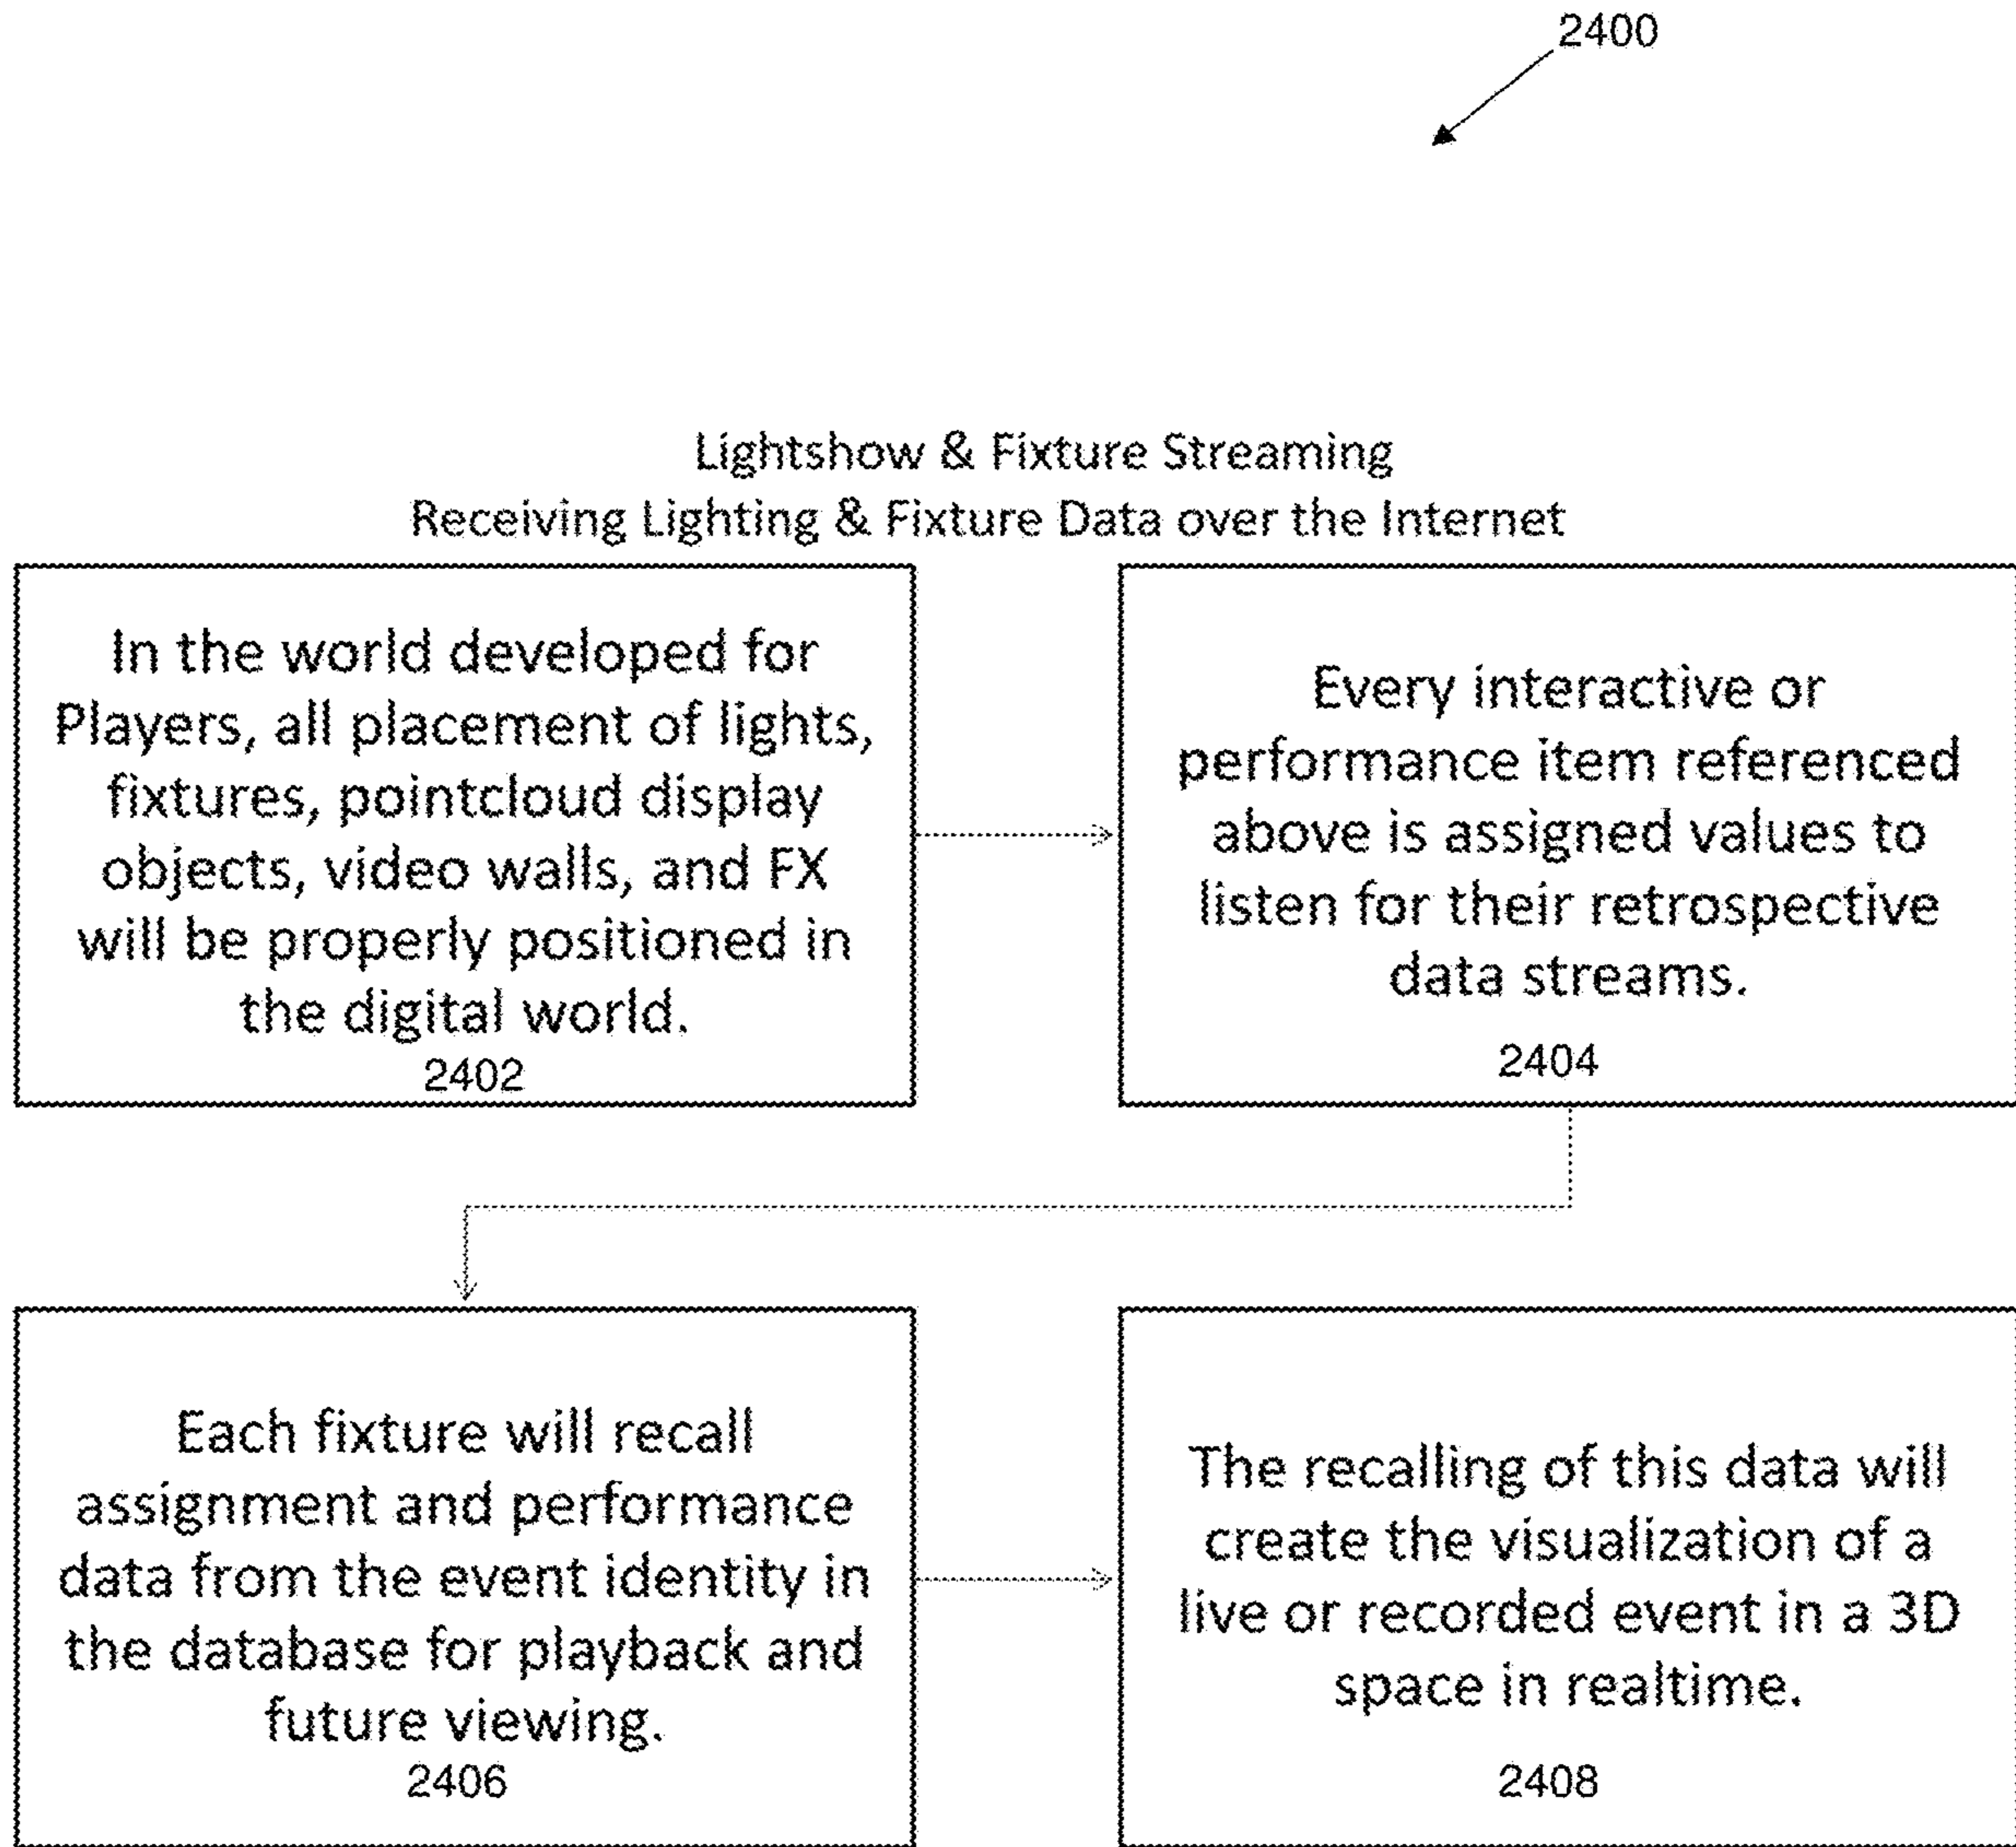 2400
Lightshow & Fixture Streaming
Receiving Lighting & Fixture Data over the Internet
In the world developed for
Players, all placement of lights,
fixtures, pointcloud display
objects, video walls, and FX
will be properly positioned in
the digital world.
2402
Every interactive or
performance item referenced
above is assigned values to
listen for their retrospective
data streams.
2404
Each fixture will recall
assignment and performance
data from the event identity in
the database for playback and
future viewing.
2406
The recalling of this data will
create the visualization of a
live or recorded event in a 3D
space in realtime.
2408